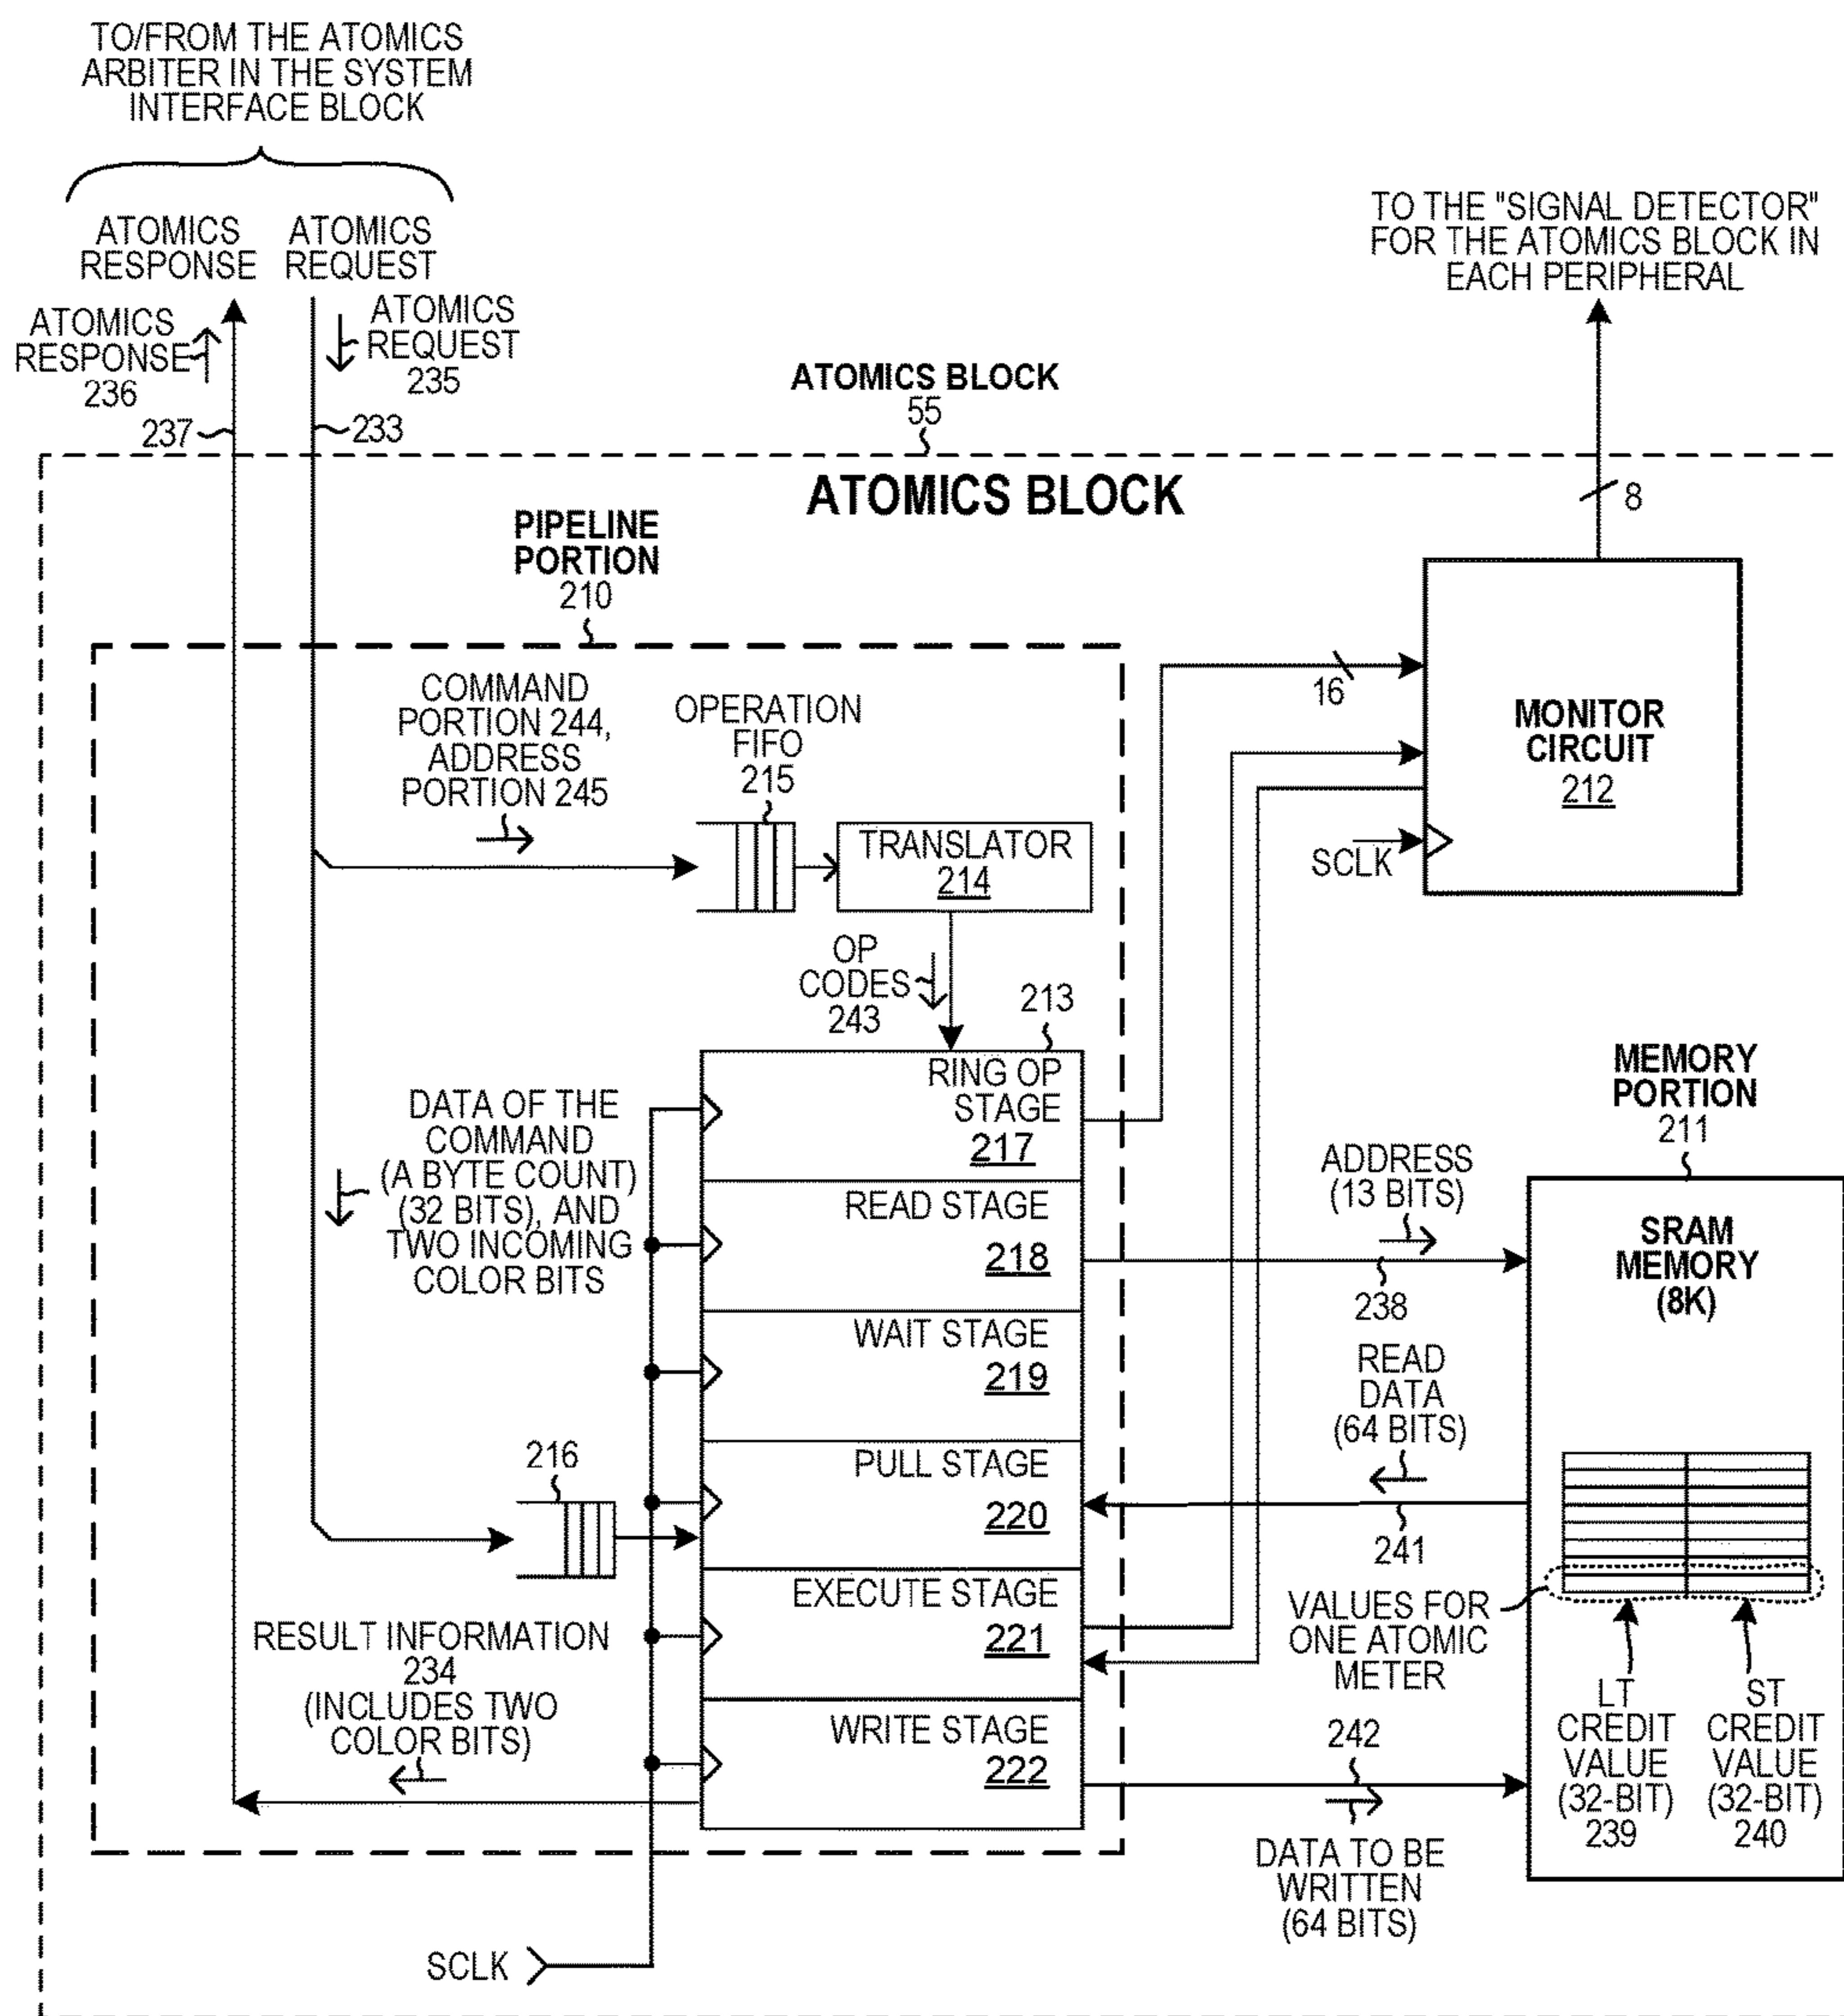 TO/FROM THE ATOMICS
ARBITER IN THE SYSTEM
INTERFACE BLOCK
ATOMICS
RESPONSE
ATOMICS
REQUEST
ATOMICS
RESPONSE
236
ATOMICS
REQUEST
235
237
233
TO THE "SIGNAL DETECTOR"
FOR THE ATOMICS BLOCK IN
EACH PERIPHERAL
ATOMICS BLOCK
55
ATOMICS BLOCK
8
PIPELINE
PORTION
210
COMMAND
PORTION 244,
ADDRESS
PORTION 245
OPERATION
FIFO
215
TRANSLATOR
214
16
MONITOR
CIRCUIT
212
SCLK
OP
CODES
243
213
DATA OF THE
COMMAND
(A BYTE COUNT)
(32 BITS), AND
TWO INCOMING
COLOR BITS
RING OP
STAGE
217
READ STAGE
218
WAIT STAGE
219
PULL STAGE
220
EXECUTE STAGE
221
WRITE STAGE
222
216
RESULT INFORMATION
234
(INCLUDES TWO
COLOR BITS)
SCLK
MEMORY
PORTION
211
ADDRESS
(13 BITS)
238
SRAM
MEMORY
(8K)
READ
DATA
(64 BITS)
241
VALUES FOR
ONE ATOMIC
METER
LT
CREDIT
VALUE
(32-BIT)
239
ST
CREDIT
VALUE
(32-BIT)
240
242
DATA TO BE
WRITTEN
(64 BITS)